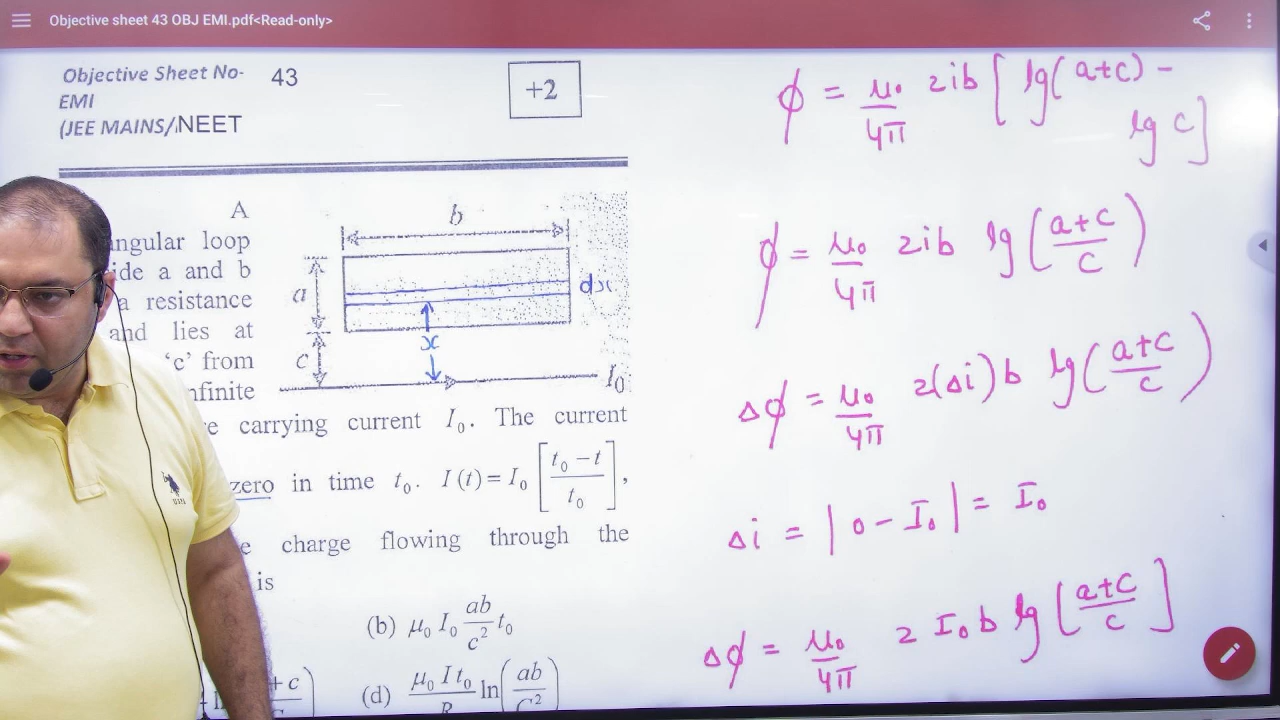 Objective sheet 43 OBJ EMI.pdf<Read-only>
Objective Sheet No- 43
EMI
(JEE MAINS/NEET
+2
A
angular loop
ide a and b
a resistance
and lies at
'c' from
nfinite
e carrying current I₀. The current
zero in time t₀. I(t)=I₀[(t₀-t)/t₀],
e charge flowing through the
is
(b) μ₀ I₀ ab/c² t₀
+ c
(d) μ₀ I t₀/R ln(ab/C²)
b
a
dx
x
c
I₀
ϕ = μ₀/4π 2ib [lg(a+c) -
lg c]
ϕ = μ₀/4π 2ib lg(a+c/c)
Δϕ = μ₀/4π 2(Δi)b lg(a+c/c)
Δi = |0-I₀| = I₀
Δϕ = μ₀/4π 2 I₀ b lg[a+c/c]